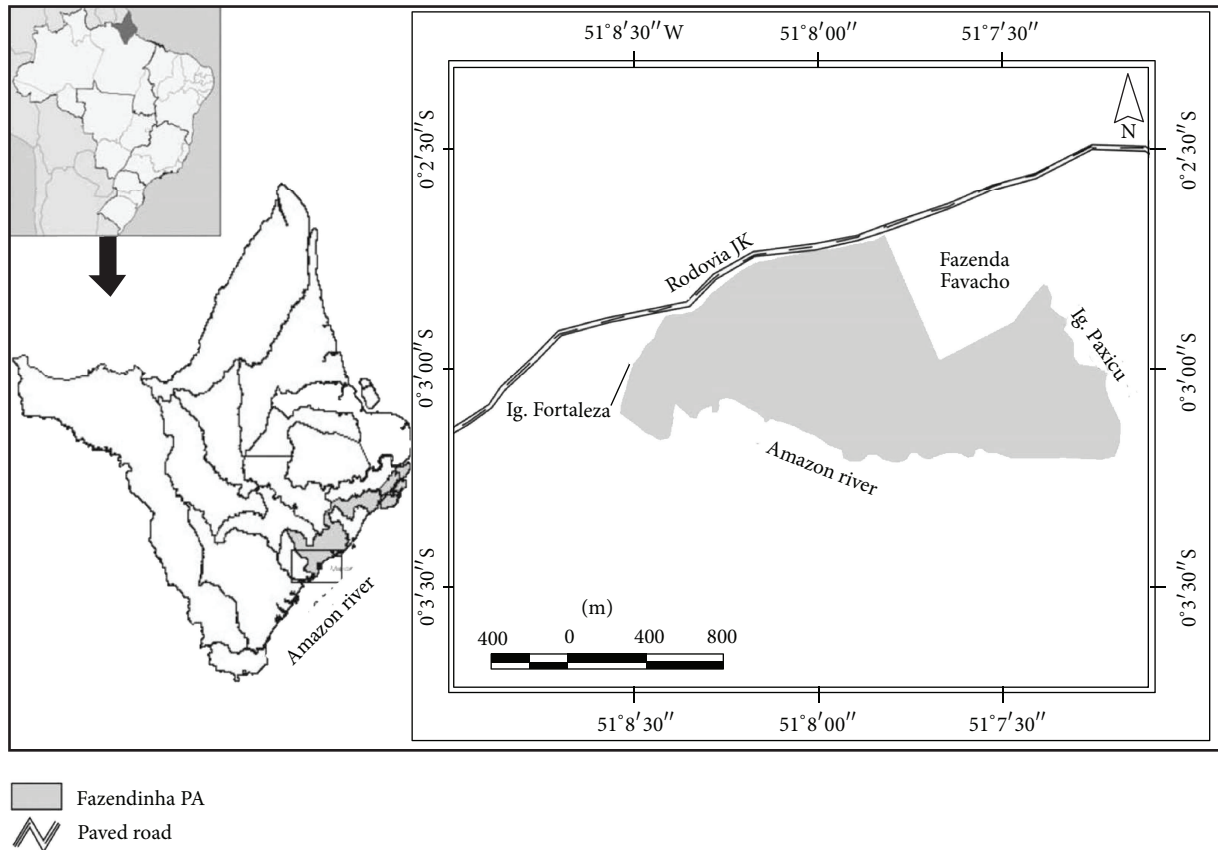 51°8′30″W
51°8′00″
51°7′30″
N
0°2′30″S
0°2′30″S
Rodovia JK
Fazenda
Favacho
Ig. Paxicu
0°3′00″S
0°3′00″S
Ig. Fortaleza
Amazon river
Amazon river
0°3′30″S
0°3′30″S
(m)
400 0 400 800
51°8′30″
51°8′00″
51°7′30″
Fazendinha PA
Paved road